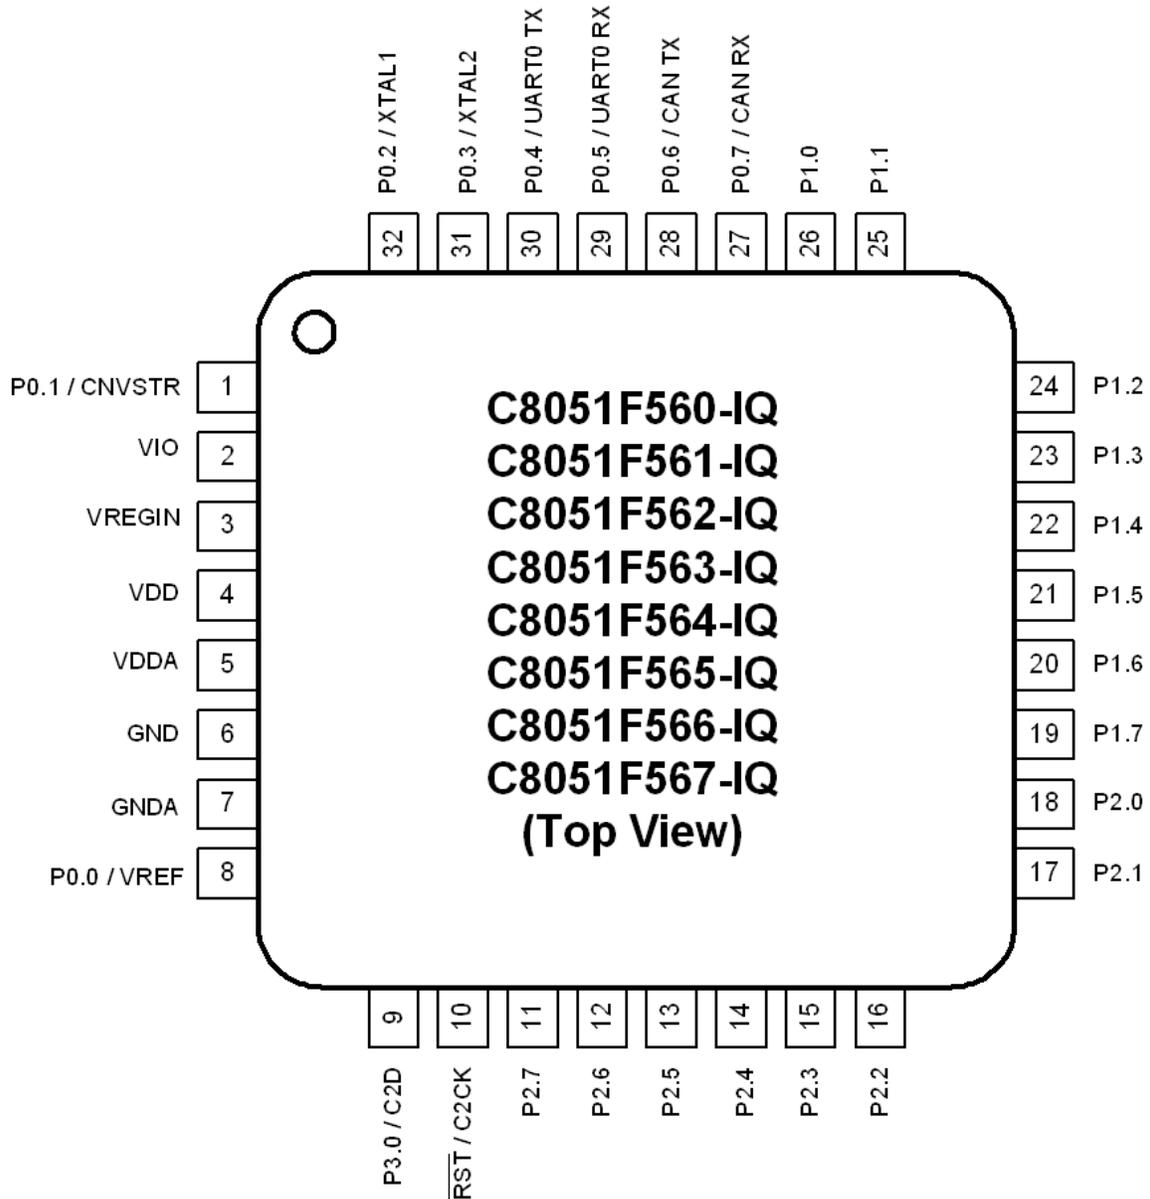 P0.2 / XTAL1
P0.3 / XTAL2
P0.4 / UART0 TX
P0.5 / UART0 RX
P0.6 / CAN TX
P0.7 / CAN RX
P1.0
P1.1
32
31
30
29
28
27
26
25
P0.1 / CNVSTR
1
VIO
2
VREGIN
3
VDD
4
VDDA
5
GND
6
GNDA
7
P0.0 / VREF
8
C8051F560-IQ
C8051F561-IQ
C8051F562-IQ
C8051F563-IQ
C8051F564-IQ
C8051F565-IQ
C8051F566-IQ
C8051F567-IQ
(Top View)
24 P1.2
23 P1.3
22 P1.4
21 P1.5
20 P1.6
19 P1.7
18 P2.0
17 P2.1
9
10
11
12
13
14
15
16
P3.0 / C2D
R̅S̅T̅ / C2CK
P2.7
P2.6
P2.5
P2.4
P2.3
P2.2